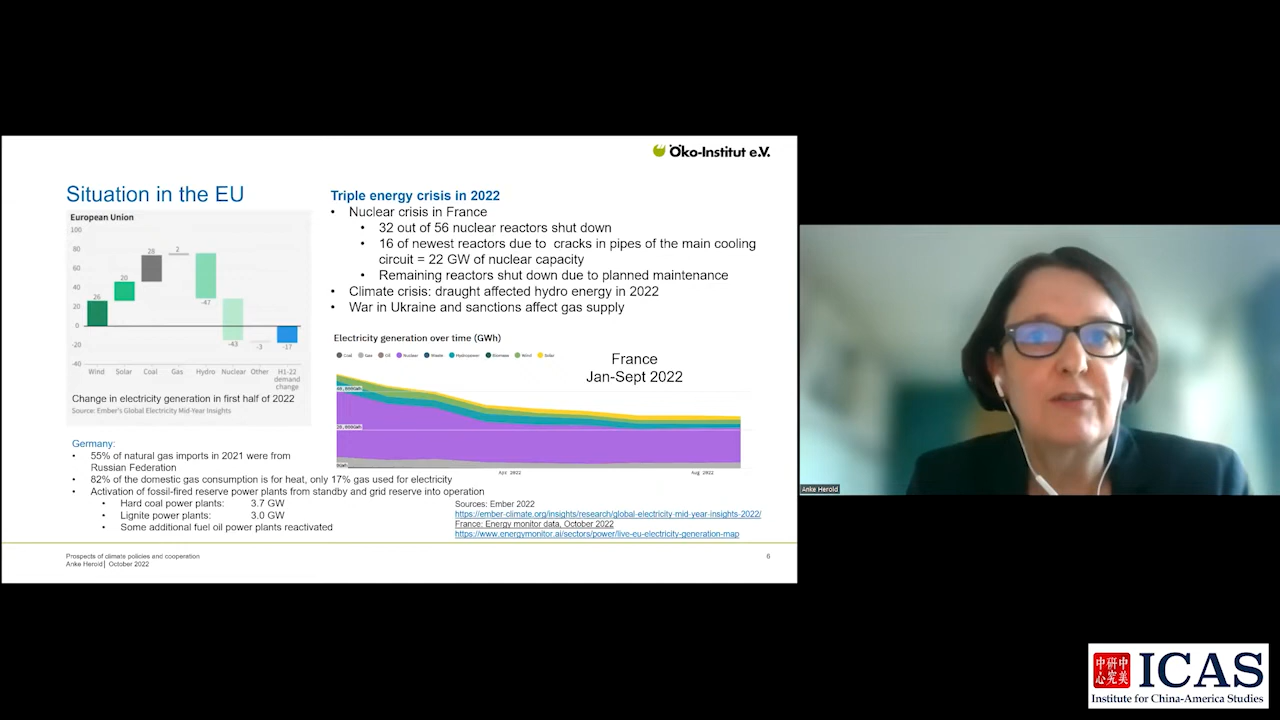 Öko-Institut e.V.
Situation in the EU
European Union
100
80
60
40
20
0
-20
-40
26
20
28
2
-47
-43
-3
-17
Wind
Solar
Coal
Gas
Hydro
Nuclear
Other
H1-22
demand
change
Change in electricity generation in first half of 2022
Source: Ember's Global Electricity Mid-Year Insights
Triple energy crisis in 2022
• Nuclear crisis in France
• 32 out of 56 nuclear reactors shut down
• 16 of newest reactors due to cracks in pipes of the main cooling
circuit = 22 GW of nuclear capacity
• Remaining reactors shut down due to planned maintenance
• Climate crisis: draught affected hydro energy in 2022
• War in Ukraine and sanctions affect gas supply
Electricity generation over time (GWh)
Coal Gas Oil Nuclear Waste Hydropower Biomass Wind Solar
France
Jan-Sept 2022
Apr 2022
Aug 2022
Germany:
• 55% of natural gas imports in 2021 were from
Russian Federation
• 82% of the domestic gas consumption is for heat, only 17% gas used for electricity
• Activation of fossil-fired reserve power plants from standby and grid reserve into operation
• Hard coal power plants: 3.7 GW
• Lignite power plants: 3.0 GW
• Some additional fuel oil power plants reactivated
Sources: Ember 2022
https://ember-climate.org/insights/research/global-electricity-mid-year-insights-2022/
France: Energy monitor data, October 2022
https://www.energymonitor.ai/sectors/power/live-eu-electricity-generation-map
Prospects of climate policies and cooperation
Anke Herold│ October 2022
6
Anke Herold
中研中
心究美
ICAS
Institute for China-America Studies